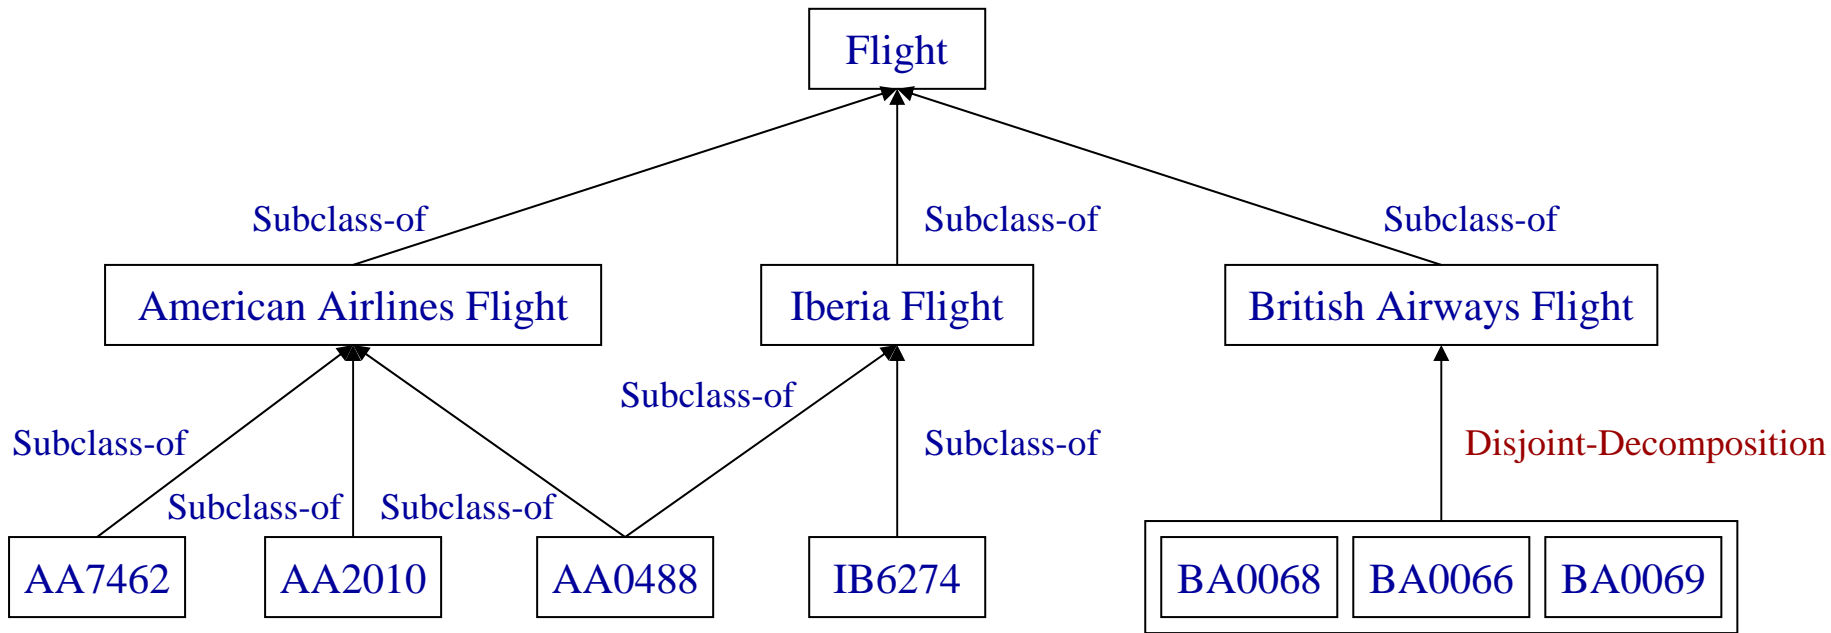 Flight
Subclass-of
Subclass-of
Subclass-of
American Airlines Flight
Iberia Flight
British Airways Flight
Subclass-of
Subclass-of
Subclass-of
Disjoint-Decomposition
Subclass-of
Subclass-of
AA7462
AA2010
AA0488
IB6274
BA0068
BA0066
BA0069